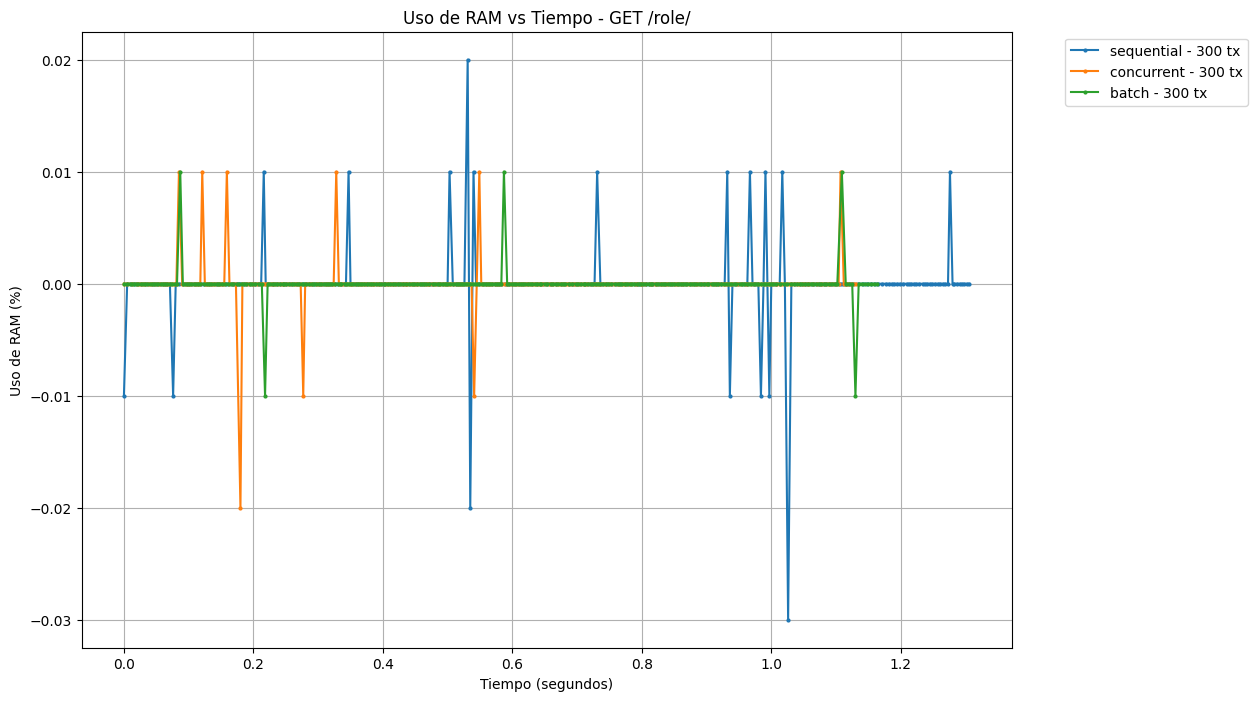 Uso de RAM vs Tiempo - GET /role/
sequential - 300 tx
concurrent - 300 tx
batch - 300 tx
Uso de RAM (%)
0.02
0.01
0.00
−0.01
−0.02
−0.03
0.0 0.2 0.4 0.6 0.8 1.0 1.2
Tiempo (segundos)